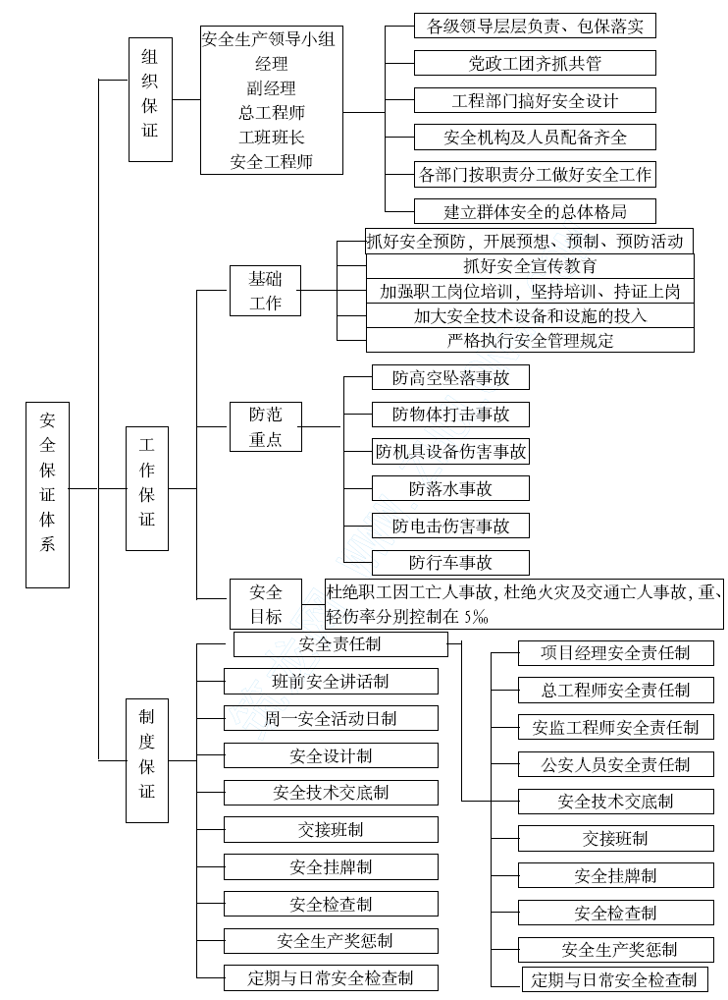 安全保证体系
组织保证
安全生产领导小组
经理
副经理
总工程师
工班班长
安全工程师
各级领导层层负责、包保落实
党政工团齐抓共管
工程部门搞好安全设计
安全机构及人员配备齐全
各部门按职责分工做好安全工作
建立群体安全的总体格局
工作保证
基础
工作
抓好安全预防，开展预想、预制、预防活动
抓好安全宣传教育
加强职工岗位培训，坚持培训、持证上岗
加大安全技术设备和设施的投入
严格执行安全管理规定
防范
重点
防高空坠落事故
防物体打击事故
防机具设备伤害事故
防落水事故
防电击伤害事故
防行车事故
安全
目标
杜绝职工因工亡人事故，杜绝火灾及交通亡人事故，重、
轻伤率分别控制在 5‰
制度保证
安全责任制
班前安全讲话制
周一安全活动日制
安全设计制
安全技术交底制
交接班制
安全挂牌制
安全检查制
安全生产奖惩制
定期与日常安全检查制
项目经理安全责任制
总工程师安全责任制
安监工程师安全责任制
公安人员安全责任制
安全技术交底制
交接班制
安全挂牌制
安全检查制
安全生产奖惩制
定期与日常安全检查制